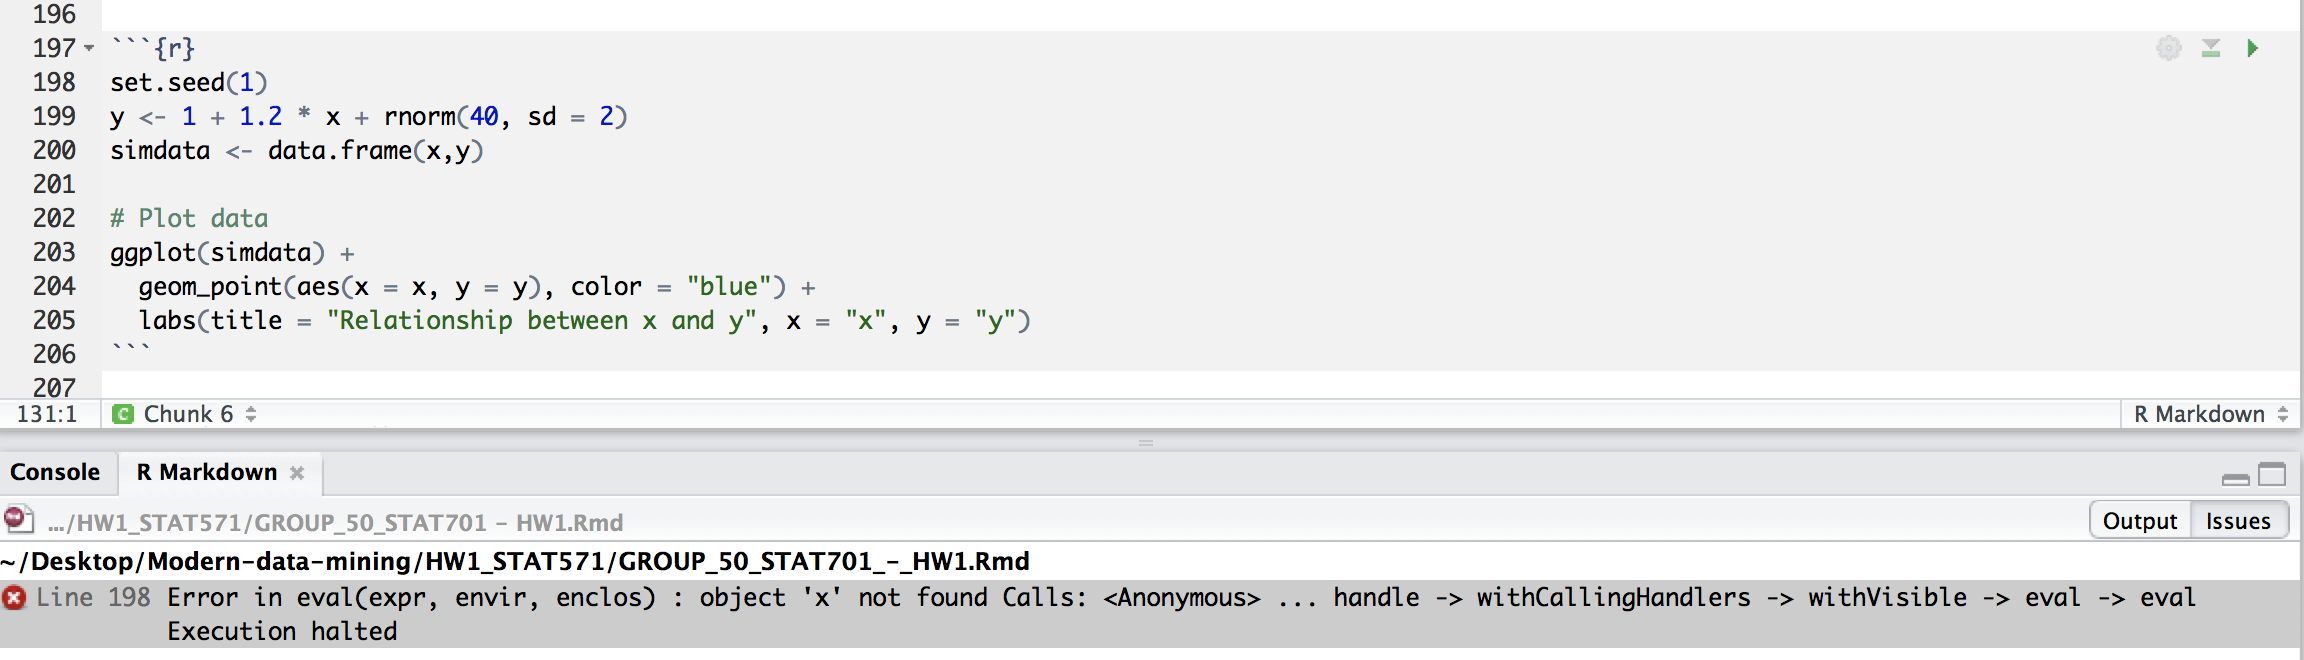 196
197 ```{r}
198 set.seed(1)
199 y <- 1 + 1.2 * x + rnorm(40, sd = 2)
200 simdata <- data.frame(x,y)
201
202 # Plot data
203 ggplot(simdata) +
204   geom_point(aes(x = x, y = y), color = "blue") +
205   labs(title = "Relationship between x and y", x = "x", y = "y")
206 ```
207
131:1 C Chunk 6 R Markdown
Console R Markdown
.../HW1_STAT571/GROUP_50_STAT701 - HW1.Rmd Output Issues
~/Desktop/Modern-data-mining/HW1_STAT571/GROUP_50_STAT701_-_HW1.Rmd
Line 198 Error in eval(expr, envir, enclos) : object 'x' not found Calls: <Anonymous> ... handle -> withCallingHandlers -> withVisible -> eval -> eval
Execution halted